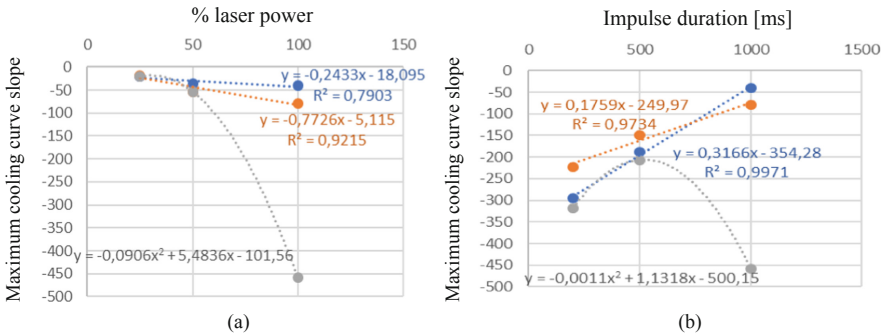 % laser power
0 50 100 150
Maximum cooling curve slope
0
-50
-100
-150
-200
-250
-300
-350
-400
-450
-500
y = -0,2433x - 18,095
R² = 0,7903
y = -0,7726x - 5,115
R² = 0,9215
y = -0,0906x² + 5,4836x - 101,56
(a)
Impulse duration [ms]
0 500 1000 1500
Maximum cooling curve slope
0
-50
-100
-150
-200
-250
-300
-350
-400
-450
-500
y = 0,1759x - 249,97
R² = 0,9734
y = 0,3166x - 354,28
R² = 0,9971
y = -0,0011x² + 1,1318x - 500,15
(b)